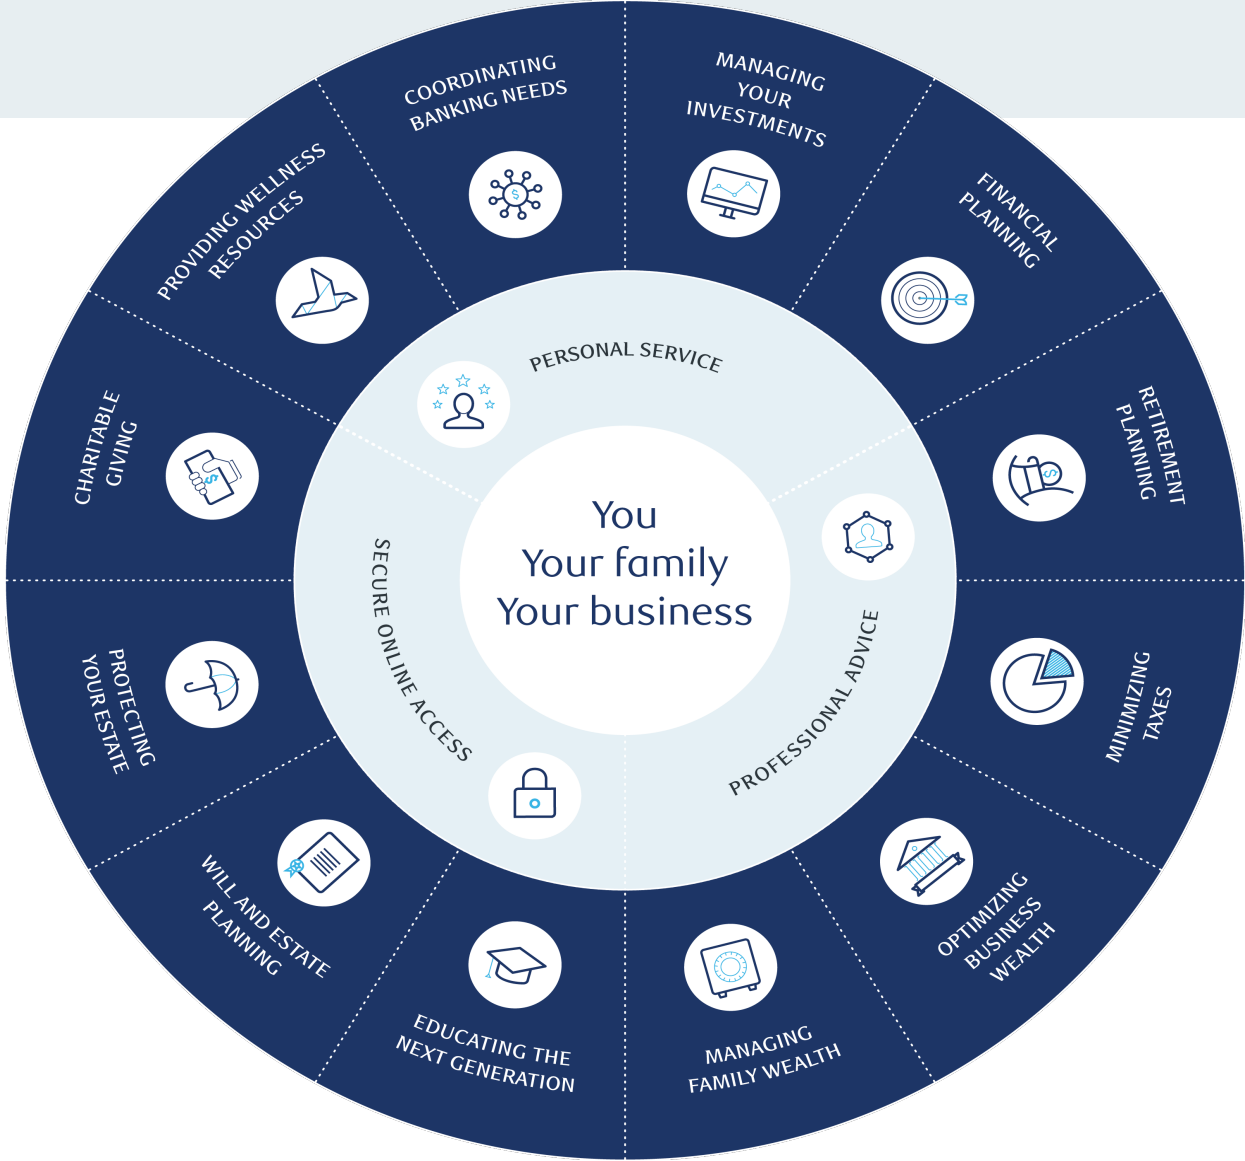 COORDINATING
BANKING NEEDS
MANAGING
YOUR
INVESTMENTS
FINANCIAL
PLANNING
RETIREMENT
PLANNING
MINIMIZING
TAXES
OPTIMIZING
BUSINESS
WEALTH
MANAGING
FAMILY WEALTH
EDUCATING THE
NEXT GENERATION
WILL AND ESTATE
PLANNING
PROTECTING
YOUR ESTATE
CHARITABLE
GIVING
PROVIDING WELLNESS
RESOURCES
PERSONAL SERVICE
PROFESSIONAL ADVICE
SECURE ONLINE ACCESS
You
Your family
Your business
$
$
$